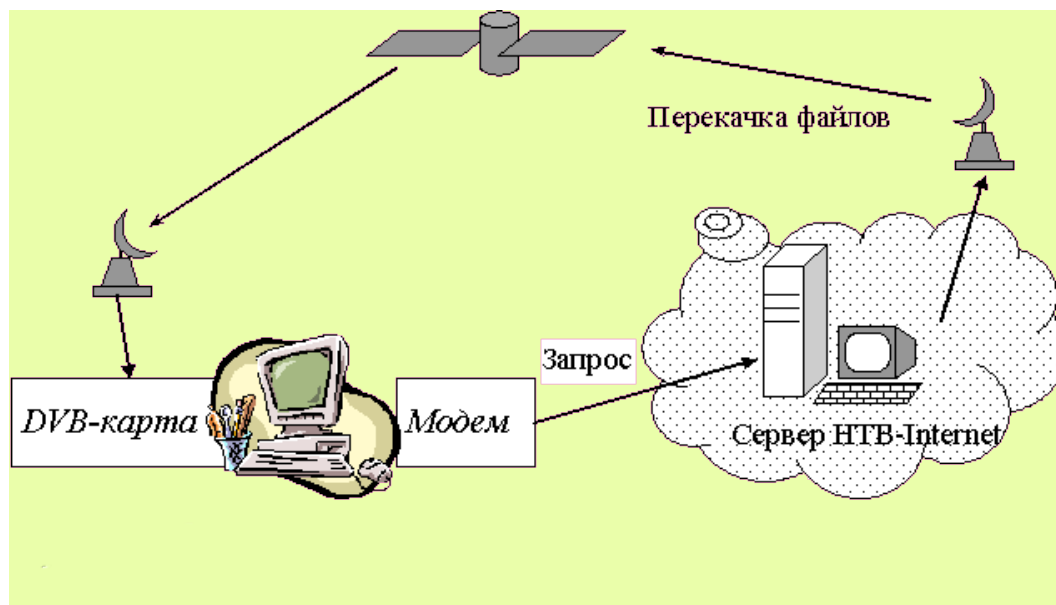 Перекачка файлов
Запрос
DVB-карта
Модем
Сервер НТВ-Internet